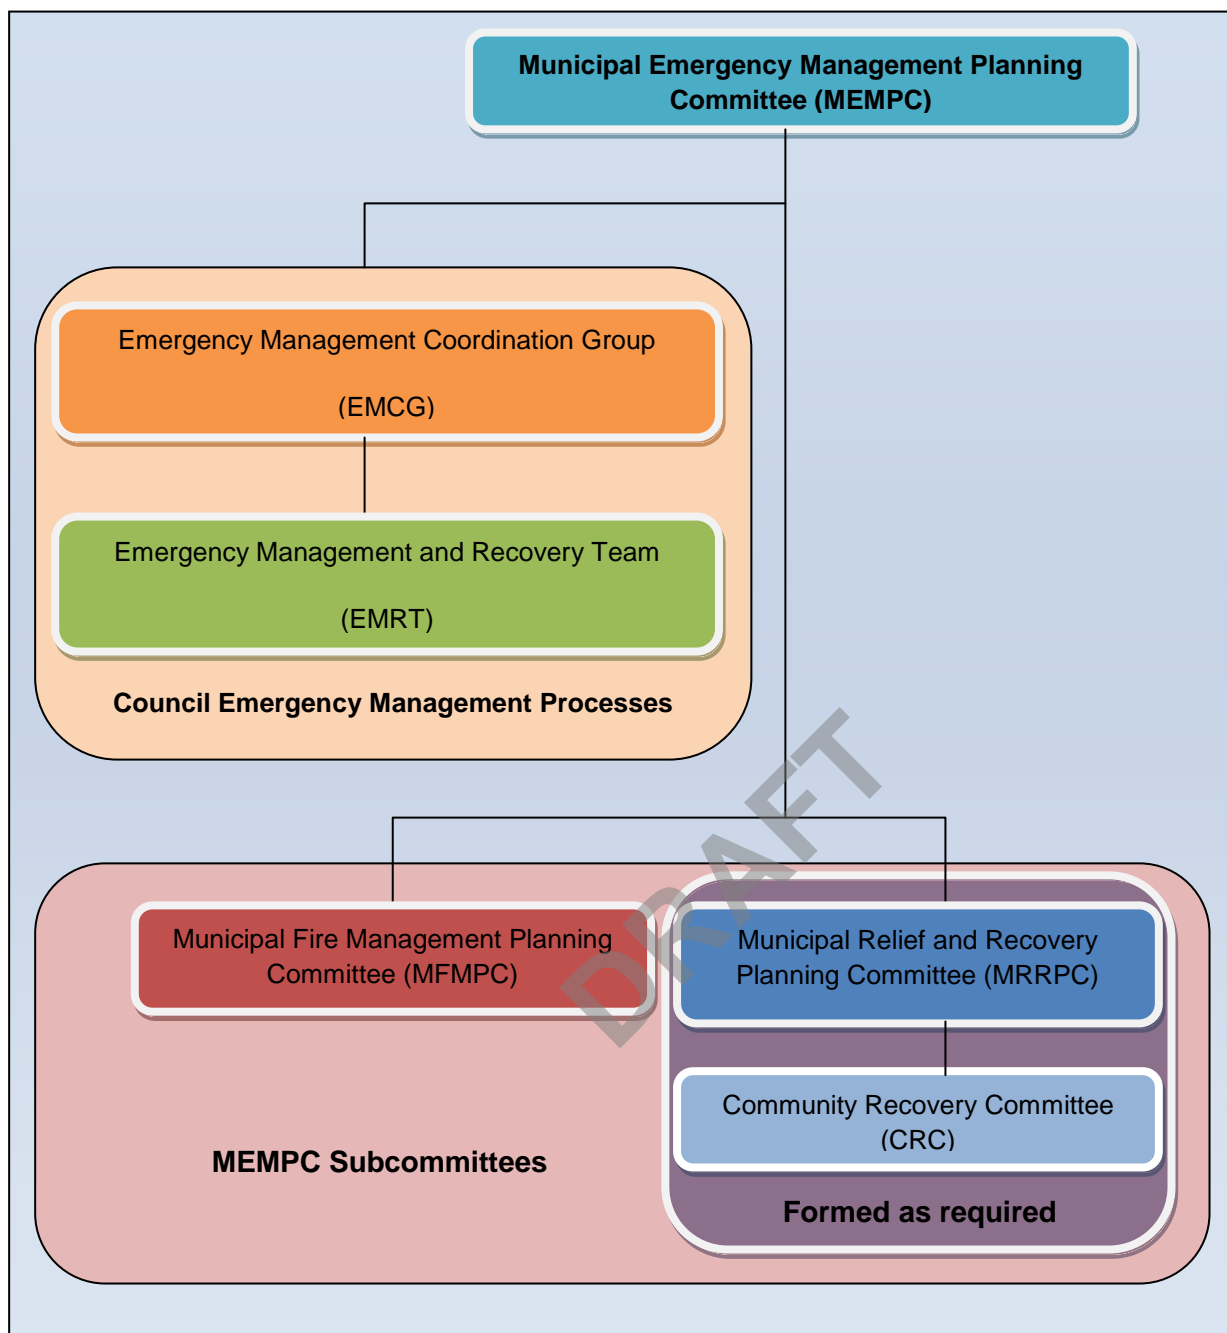 Municipal Emergency Management Planning
Committee (MEMPC)
Emergency Management Coordination Group
(EMCG)
Emergency Management and Recovery Team
(EMRT)
Council Emergency Management Processes
DRAFT
Municipal Fire Management Planning
Committee (MFMPC)
Municipal Relief and Recovery
Planning Committee (MRRPC)
Community Recovery Committee
(CRC)
MEMPC Subcommittees
Formed as required